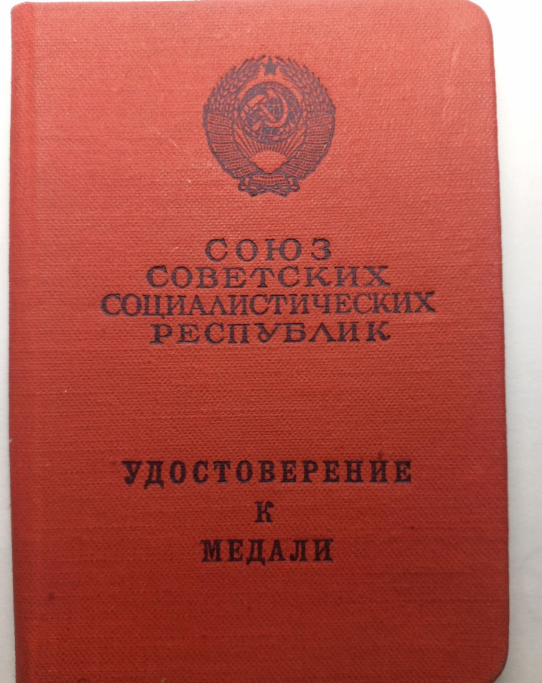 СОЮЗ
СОВЕТСКИХ
СОЦИАЛИСТИЧЕСКИХ
РЕСПУБЛИК
УДОСТОВЕРЕНИЕ
К
МЕДАЛИ